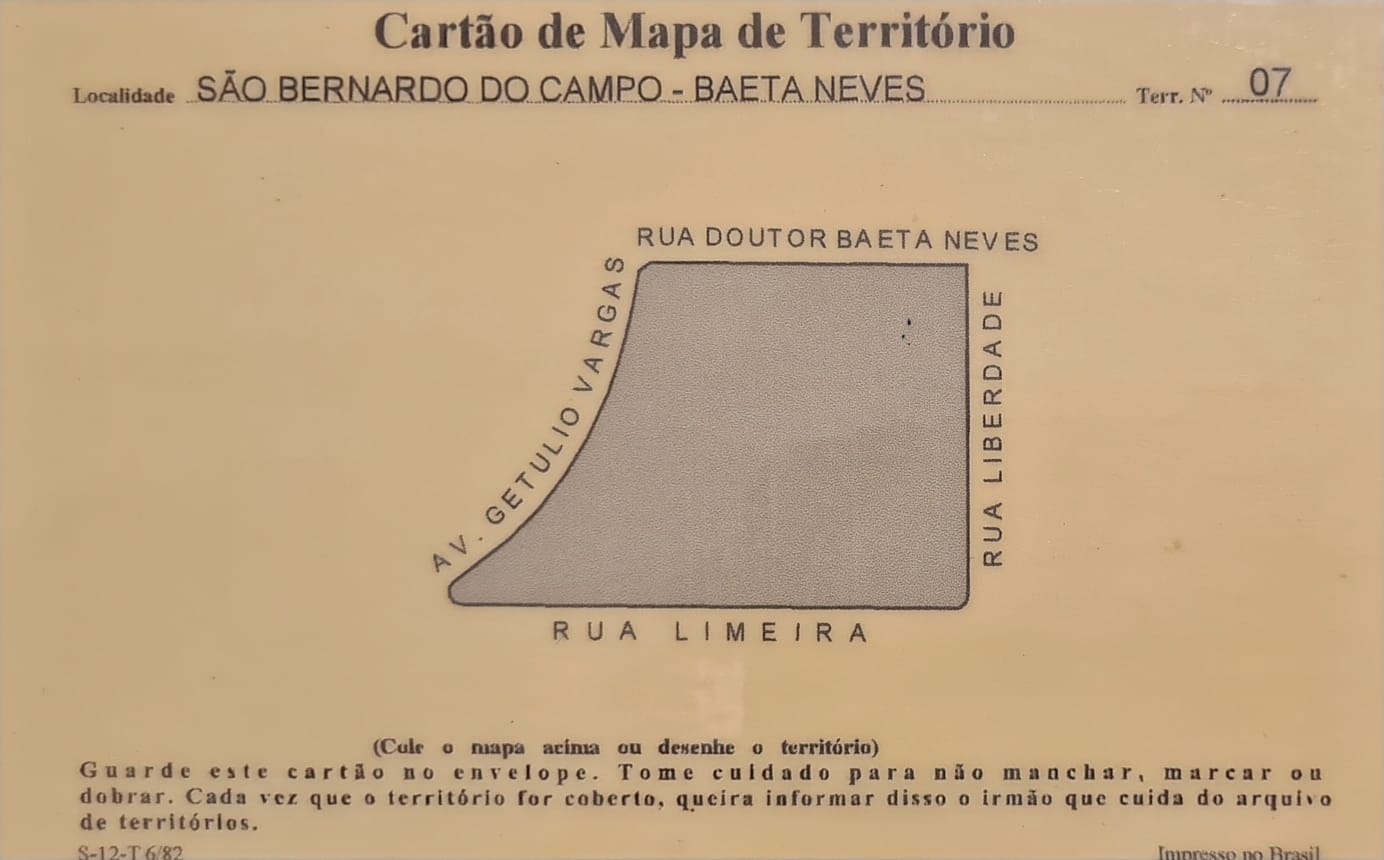 Cartão de Mapa de Território
Localidade SÃO BERNARDO DO CAMPO - BAETA NEVES Terr. Nº 07
RUA DOUTOR BAETA NEVES
AV. GETULIO VARGAS
RUA LIBERDADE
RUA LIMEIRA
(Cole o mapa acima ou desenhe o território)
Guarde este cartão no envelope. Tome cuidado para não manchar, marcar ou
dobrar. Cada vez que o território for coberto, queira informar disso o irmão que cuida do arquivo
de territórios.
S-12-T 6/82 Impresso no Brasil